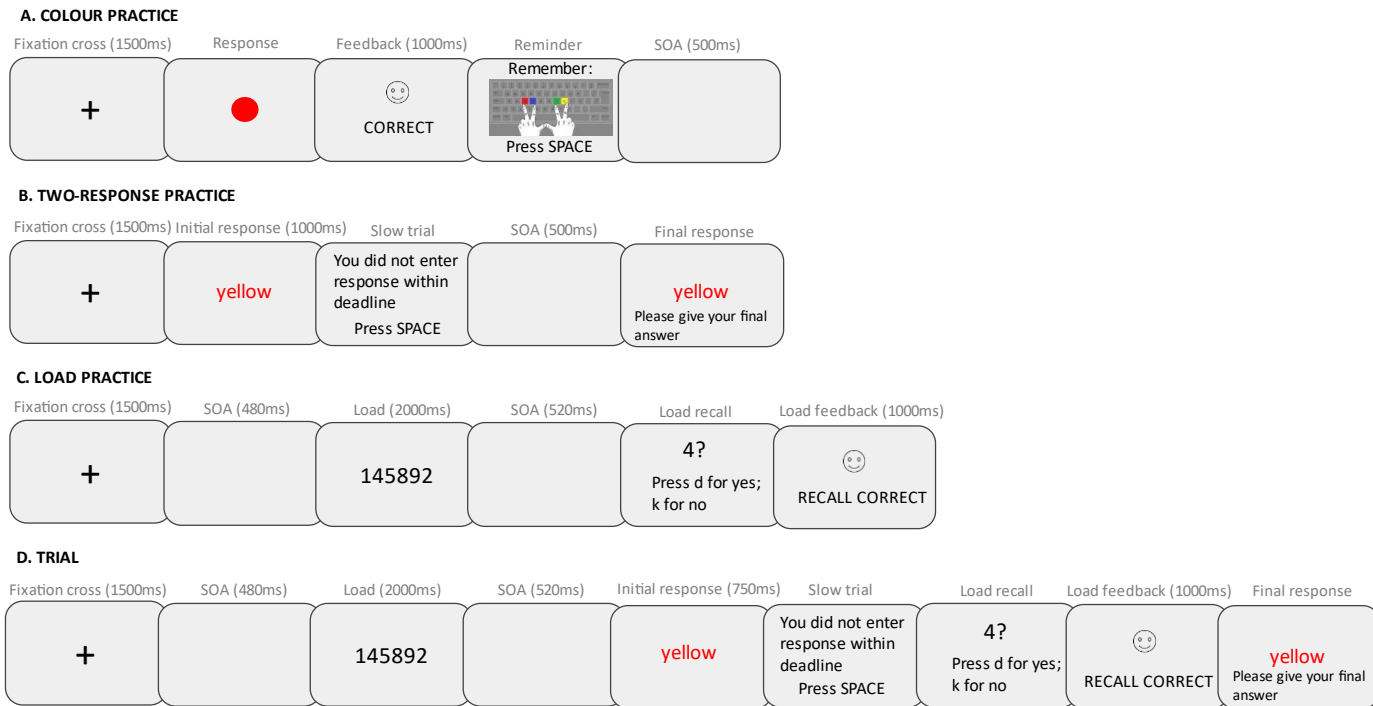 A. COLOUR PRACTICE
Fixation cross (1500ms) Response Feedback (1000ms) Reminder SOA (500ms)
+
CORRECT
Remember:
Press SPACE
B. TWO-RESPONSE PRACTICE
Fixation cross (1500ms) Initial response (1000ms) Slow trial SOA (500ms) Final response
+
yellow
You did not enter
response within
deadline
Press SPACE
yellow
Please give your final
answer
C. LOAD PRACTICE
Fixation cross (1500ms) SOA (480ms) Load (2000ms) SOA (520ms) Load recall Load feedback (1000ms)
+
145892
4?
Press d for yes;
k for no
RECALL CORRECT
D. TRIAL
Fixation cross (1500ms) SOA (480ms) Load (2000ms) SOA (520ms) Initial response (750ms) Slow trial Load recall Load feedback (1000ms) Final response
+
145892
yellow
You did not enter
response within
deadline
Press SPACE
4?
Press d for yes;
k for no
RECALL CORRECT
yellow
Please give your final
answer